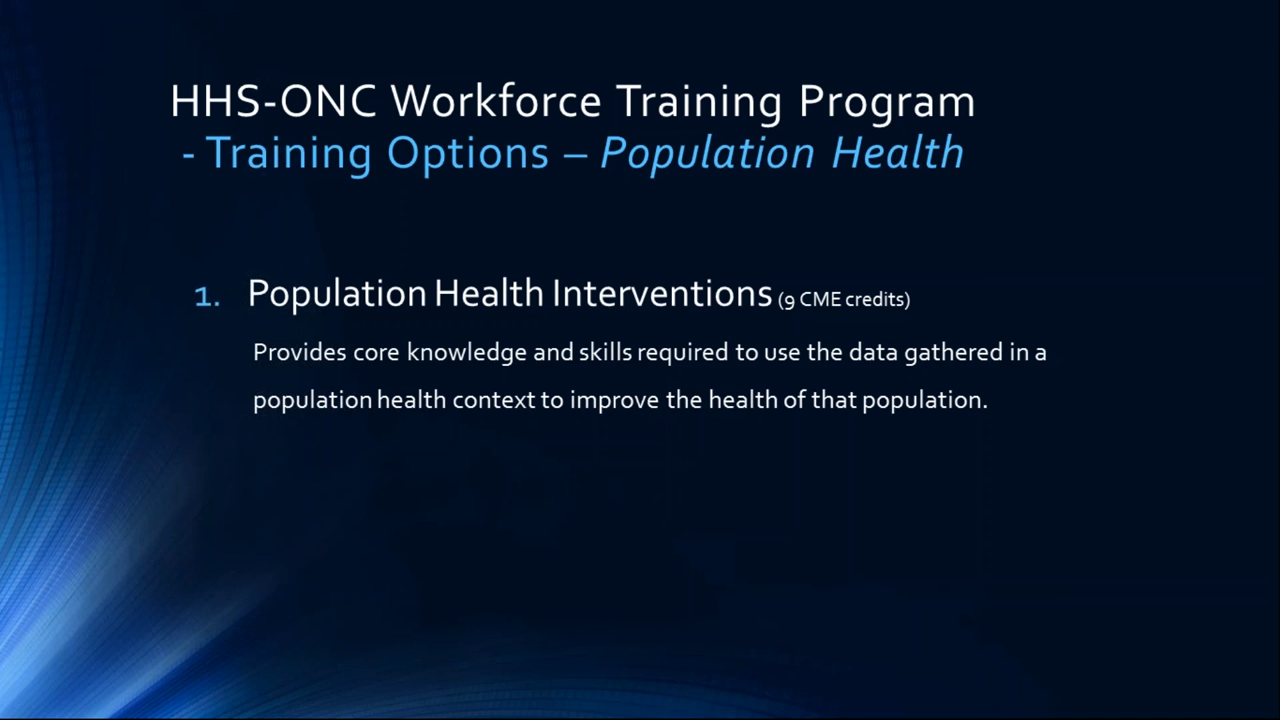 HHS-ONC Workforce Training Program
- Training Options – Population Health
1. Population Health Interventions (9 CME credits)
Provides core knowledge and skills required to use the data gathered in a
population health context to improve the health of that population.